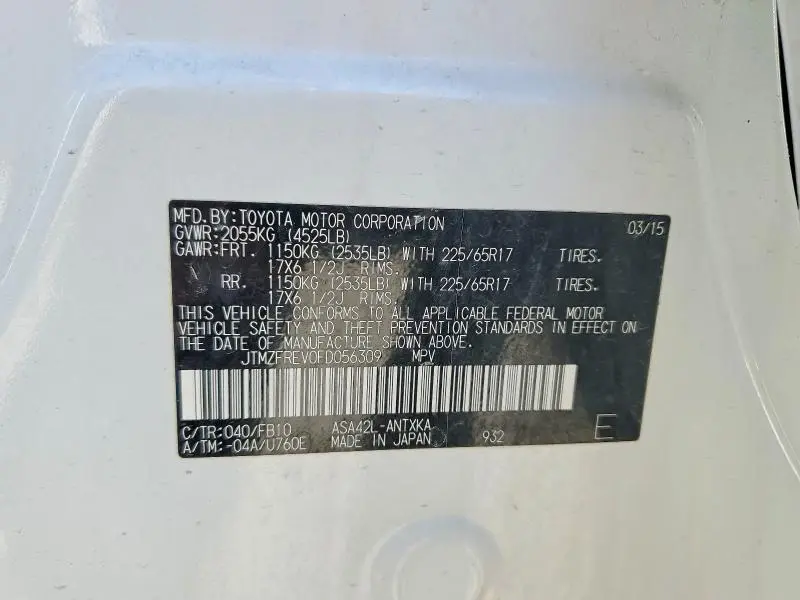 MFD.BY:TOYOTA MOTOR CORPORATION 03/15
GVWR:2055KG (4525LB)
GAWR:FRT. 1150KG (2535LB) WITH 225/65R17 TIRES.
17X6 1/2J RIMS.
RR. 1150KG (2535LB) WITH 225/65R17 TIRES.
17X6 1/2J RIMS.
THIS VEHICLE CONFORMS TO ALL APPLICABLE FEDERAL MOTOR
VEHICLE SAFETY AND THEFT PREVENTION STANDARDS IN EFFECT ON
THE DATE OF MANUFACTURE SHOWN ABOVE.
JTMZFREV0FD056309 MPV
C/TR:040/FB10 ASA42L-ANTXKA
A/TM:-04A/U760E MADE IN JAPAN 932 E